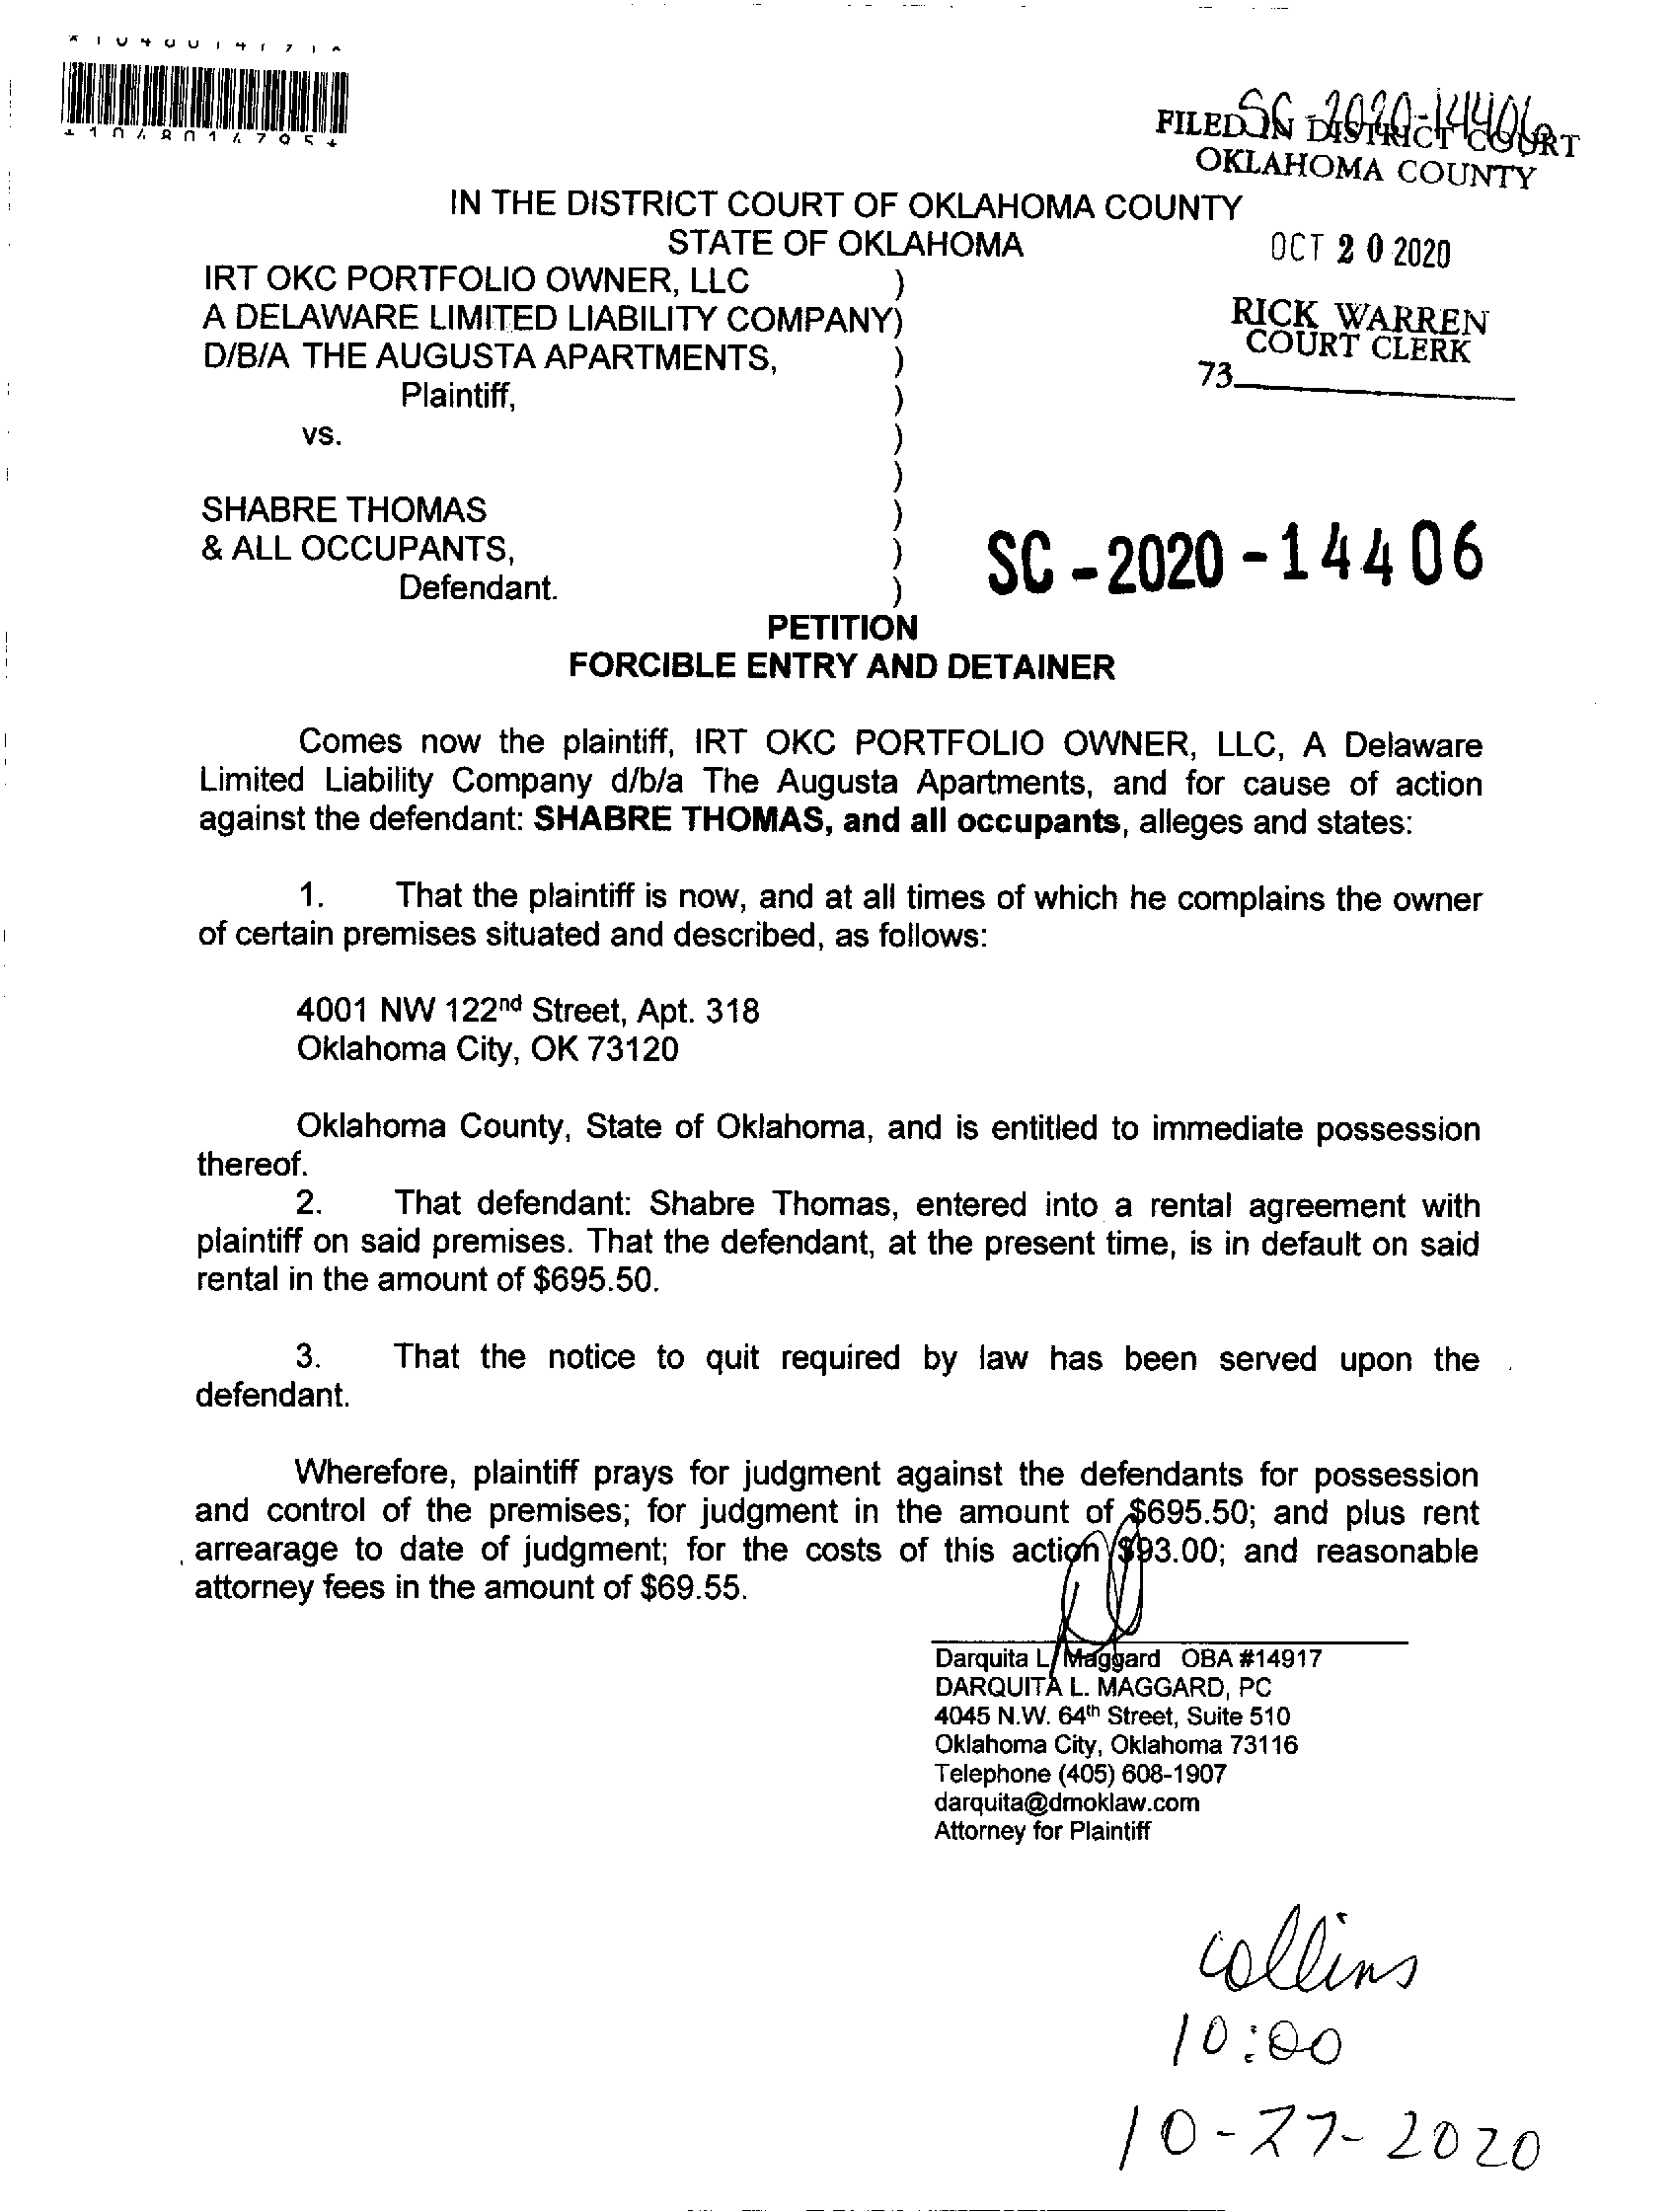 FILED IN DISTRICT COURT
SC-2020-14406
OKLAHOMA COUNTY
IN THE DISTRICT COURT OF OKLAHOMA COUNTY
STATE OF OKLAHOMA
OCT 20 2020
IRT OKC PORTFOLIO OWNER, LLC )
A DELAWARE LIMITED LIABILITY COMPANY)
D/B/A THE AUGUSTA APARTMENTS, )
Plaintiff, )
RICK WARREN
COURT CLERK
73
vs. )
)
SHABRE THOMAS )
& ALL OCCUPANTS, )
Defendant. )
SC-2020-14406
PETITION
FORCIBLE ENTRY AND DETAINER
Comes now the plaintiff, IRT OKC PORTFOLIO OWNER, LLC, A Delaware
Limited Liability Company d/b/a The Augusta Apartments, and for cause of action
against the defendant: SHABRE THOMAS, and all occupants, alleges and states:
1. That the plaintiff is now, and at all times of which he complains the owner
of certain premises situated and described, as follows:
4001 NW 122nd Street, Apt. 318
Oklahoma City, OK 73120
Oklahoma County, State of Oklahoma, and is entitled to immediate possession
thereof.
2. That defendant: Shabre Thomas, entered into a rental agreement with
plaintiff on said premises. That the defendant, at the present time, is in default on said
rental in the amount of $695.50.
3. That the notice to quit required by law has been served upon the
defendant.
Wherefore, plaintiff prays for judgment against the defendants for possession
and control of the premises; for judgment in the amount of $695.50; and plus rent
arrearage to date of judgment; for the costs of this action $93.00; and reasonable
attorney fees in the amount of $69.55.
Darquita L. Maggard OBA #14917
DARQUITA L. MAGGARD, PC
4045 N.W. 64th Street, Suite 510
Oklahoma City, Oklahoma 73116
Telephone (405) 608-1907
darquita@dmoklaw.com
Attorney for Plaintiff
collins
10:00
10-27-2020